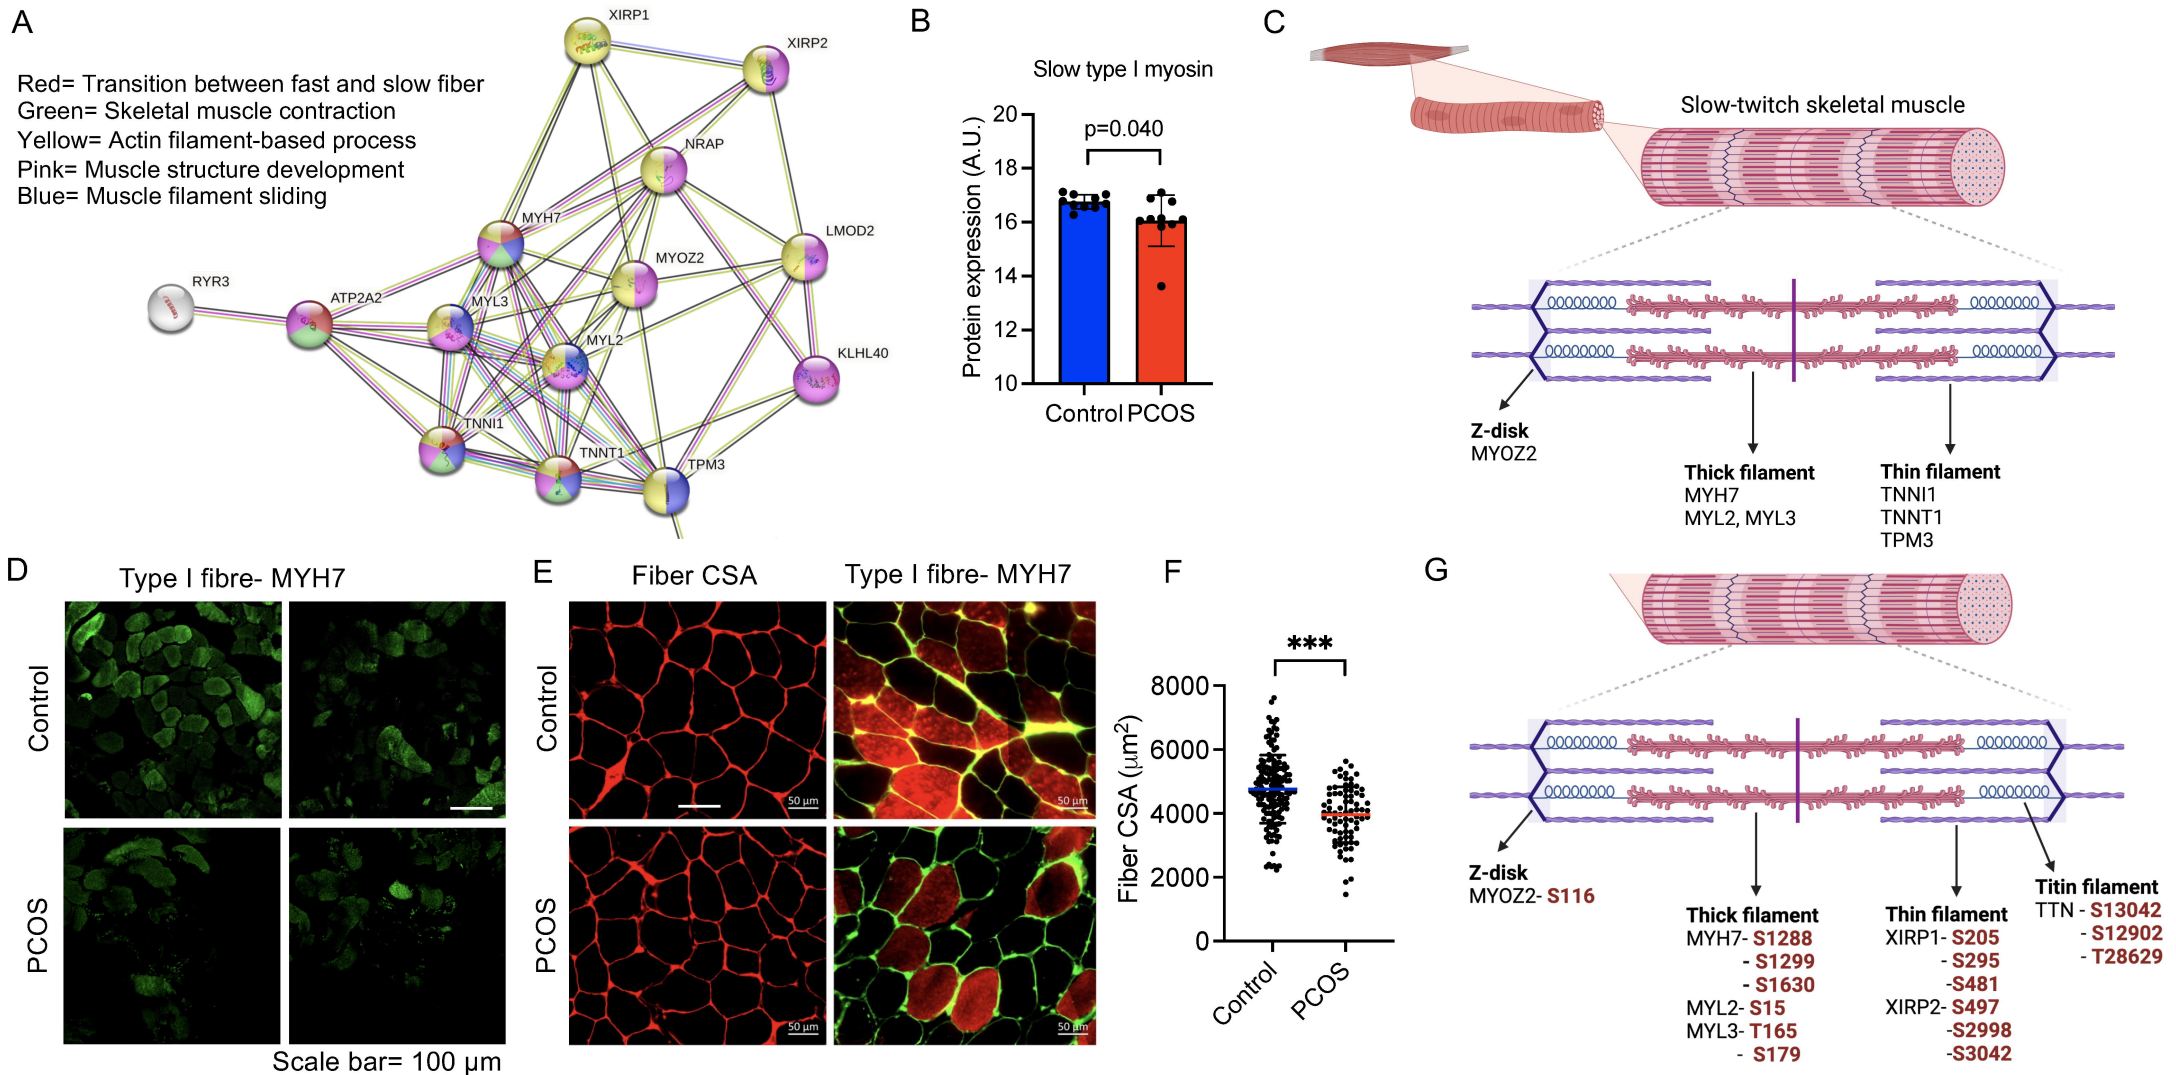 A
Red= Transition between fast and slow fiber
Green= Skeletal muscle contraction
Yellow= Actin filament-based process
Pink= Muscle structure development
Blue= Muscle filament sliding
XIRP1
XIRP2
NRAP
MYH7
LMOD2
MYOZ2
RYR3
ATP2A2
MYL3
MYL2
KLHL40
TNNI1
TNNT1
TPM3
B
Slow type I myosin
p=0.040
Protein expression (A.U.)
20
18
16
14
12
10
Control PCOS
C
Slow-twitch skeletal muscle
Z-disk
MYOZ2
Thick filament
MYH7
MYL2, MYL3
Thin filament
TNNI1
TNNT1
TPM3
D
Type I fibre- MYH7
Control
PCOS
Scale bar= 100 µm
E
Fiber CSA
Type I fibre- MYH7
Control
50 µm
50 µm
PCOS
50 µm
50 µm
F
***
Fiber CSA (µm²)
8000
6000
4000
2000
0
Control
PCOS
G
Z-disk
MYOZ2- S116
Thick filament
MYH7- S1288
- S1299
- S1630
MYL2- S15
MYL3- T165
- S179
Thin filament
XIRP1- S205
-S295
-S481
XIRP2- S497
-S2998
-S3042
Titin filament
TTN - S13042
- S12902
- T28629